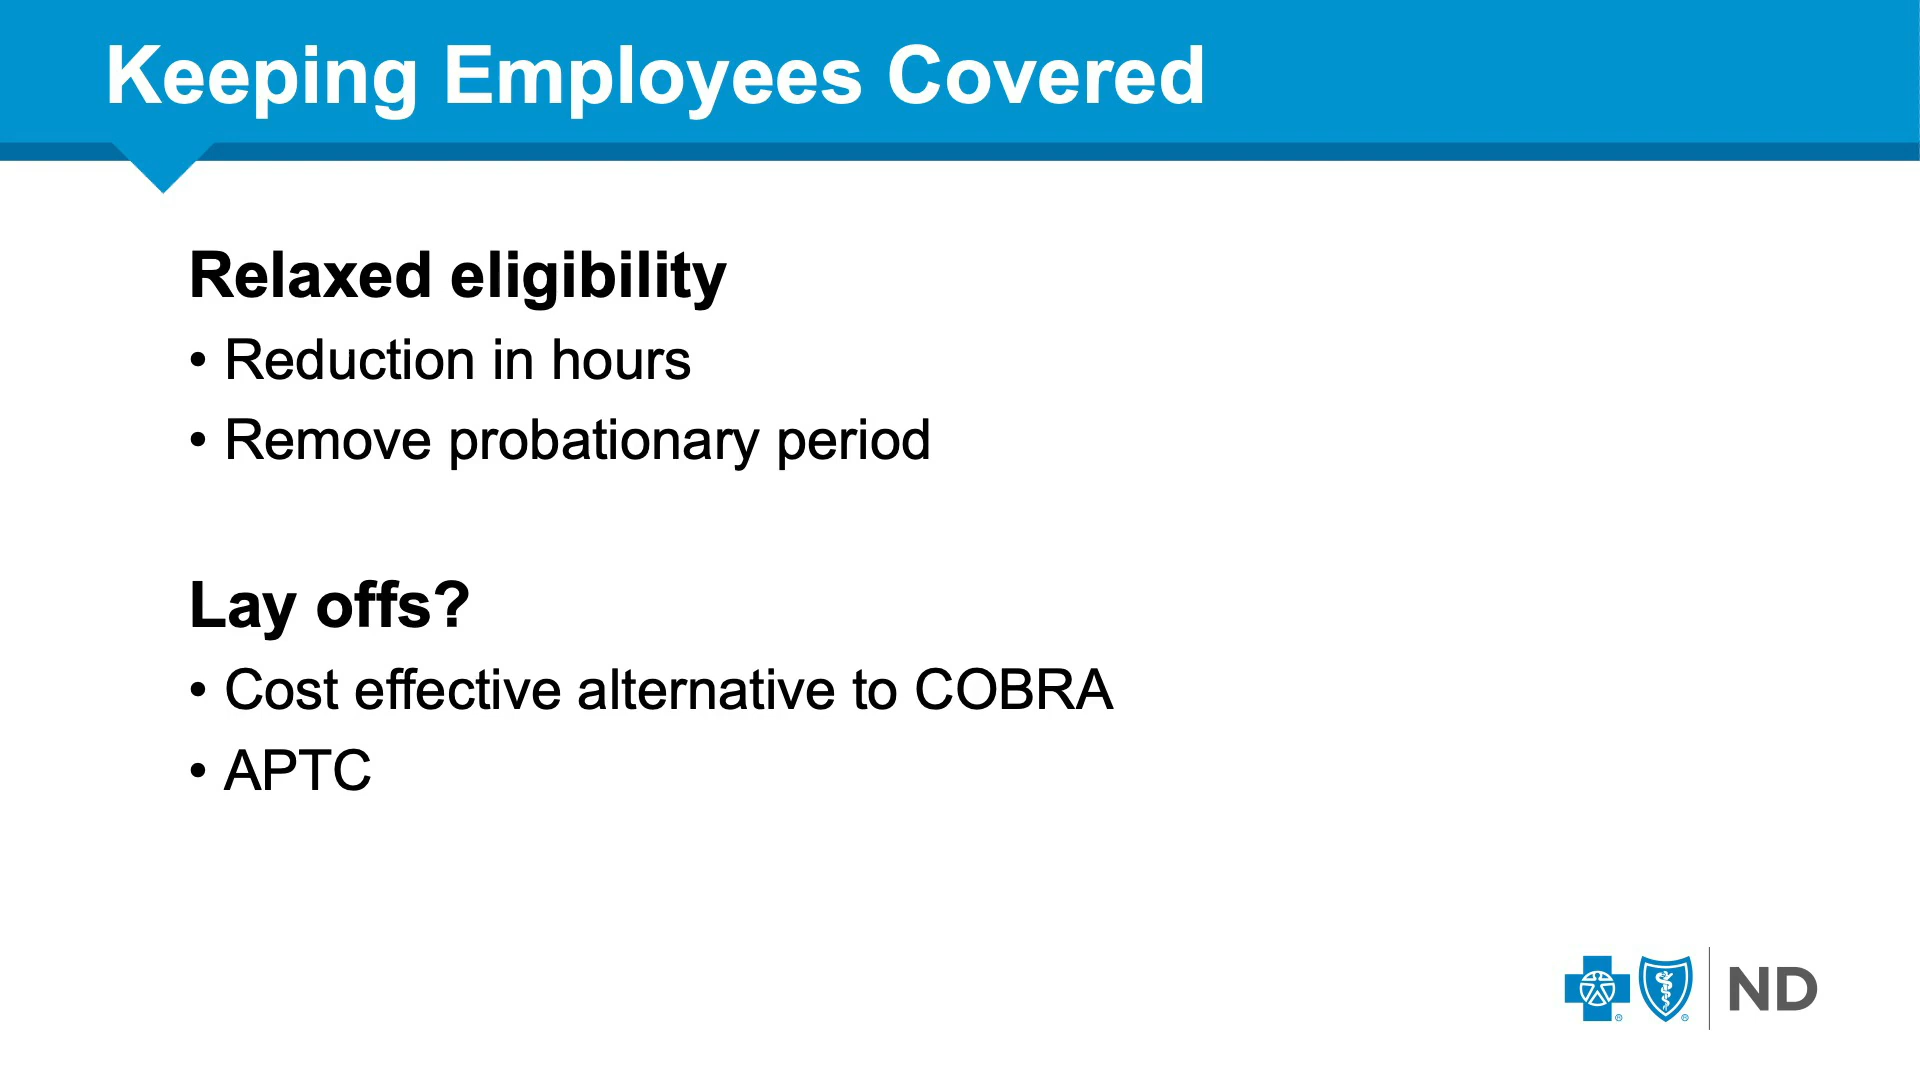 Keeping Employees Covered
Relaxed eligibility
• Reduction in hours
• Remove probationary period
Lay offs?
• Cost effective alternative to COBRA
• APTC
® ® ND